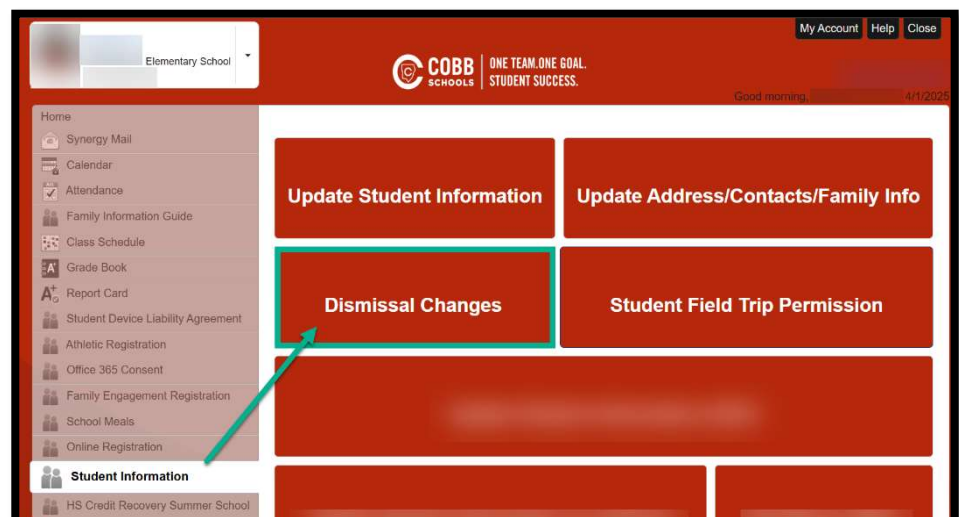 My Account Help Close
Elementary School
COBB
SCHOOLS
ONE TEAM.ONE GOAL.
STUDENT SUCCESS.
Good morning, 4/1/2025
Home
Synergy Mail
Calendar
Attendance
Family Information Guide
Class Schedule
Grade Book
Report Card
Student Device Liability Agreement
Athletic Registration
Office 365 Consent
Family Engagement Registration
School Meals
Online Registration
Student Information
HS Credit Recovery Summer School
Update Student Information
Update Address/Contacts/Family Info
Dismissal Changes
Student Field Trip Permission